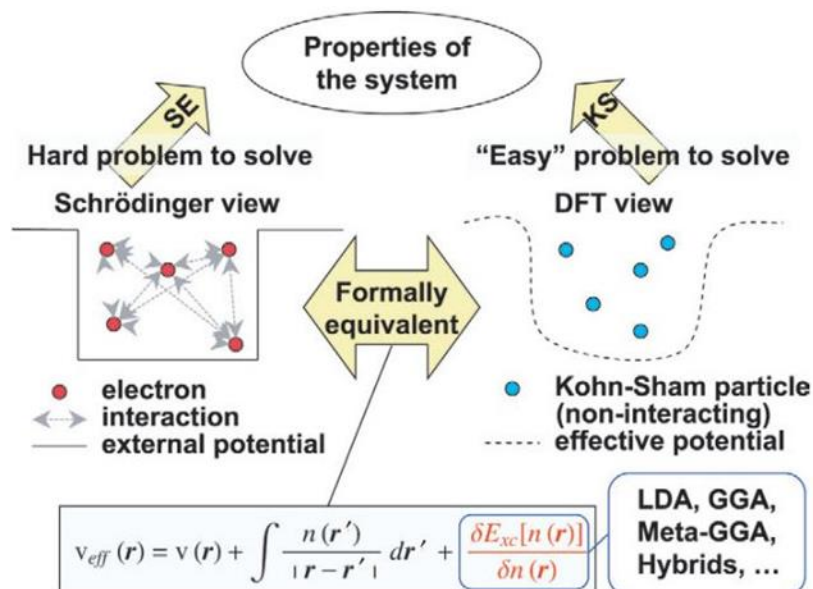 Properties of
the system
SE
KS
Hard problem to solve
“Easy” problem to solve
Schrödinger view
DFT view
Formally
equivalent
electron
interaction
external potential
Kohn-Sham particle
(non-interacting)
effective potential
v_eff (r) = v (r) + ∫ n (r′) / | r − r′ | dr′ + δE_xc[n (r)] / δn (r)
LDA, GGA,
Meta-GGA,
Hybrids, ...